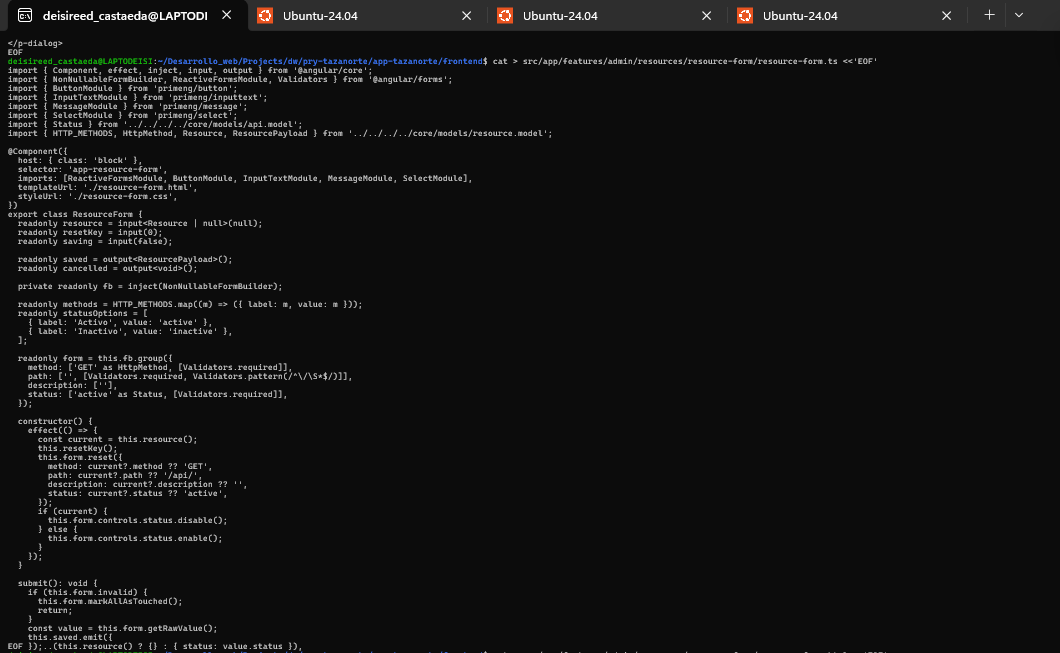 deisireed_castaeda@LAPTODI
Ubuntu-24.04
Ubuntu-24.04
Ubuntu-24.04
</p-dialog>
EOF
deisireed_castaeda@LAPTODEISI:~/Desarrollo_web/Projects/dw/pry-tazanorte/app-tazanorte/frontend$ cat > src/app/features/admin/resources/resource-form/resource-form.ts <<'EOF'
import { Component, effect, inject, input, output } from '@angular/core';
import { NonNullableFormBuilder, ReactiveFormsModule, Validators } from '@angular/forms';
import { ButtonModule } from 'primeng/button';
import { InputTextModule } from 'primeng/inputtext';
import { MessageModule } from 'primeng/message';
import { SelectModule } from 'primeng/select';
import { Status } from '../../../../core/models/api.model';
import { HTTP_METHODS, HttpMethod, Resource, ResourcePayload } from '../../../../core/models/resource.model';
@Component({
  host: { class: 'block' },
  selector: 'app-resource-form',
  imports: [ReactiveFormsModule, ButtonModule, InputTextModule, MessageModule, SelectModule],
  templateUrl: './resource-form.html',
  styleUrl: './resource-form.css',
})
export class ResourceForm {
  readonly resource = input<Resource | null>(null);
  readonly resetKey = input(0);
  readonly saving = input(false);
  readonly saved = output<ResourcePayload>();
  readonly cancelled = output<void>();
  private readonly fb = inject(NonNullableFormBuilder);
  readonly methods = HTTP_METHODS.map((m) => ({ label: m, value: m }));
  readonly statusOptions = [
    { label: 'Activo', value: 'active' },
    { label: 'Inactivo', value: 'inactive' },
  ];
  readonly form = this.fb.group({
    method: ['GET' as HttpMethod, [Validators.required]],
    path: ['', [Validators.required, Validators.pattern(/^\/\S*$/)]],
    description: [''],
    status: ['active' as Status, [Validators.required]],
  });
  constructor() {
    effect(() => {
      const current = this.resource();
      this.resetKey();
      this.form.reset({
        method: current?.method ?? 'GET',
        path: current?.path ?? '/api/',
        description: current?.description ?? '',
        status: current?.status ?? 'active',
      });
      if (current) {
        this.form.controls.status.disable();
      } else {
        this.form.controls.status.enable();
      }
    });
  }
  submit(): void {
    if (this.form.invalid) {
      this.form.markAllAsTouched();
      return;
    }
    const value = this.form.getRawValue();
    this.saved.emit({
EOF });..(this.resource() ? {} : { status: value.status }),